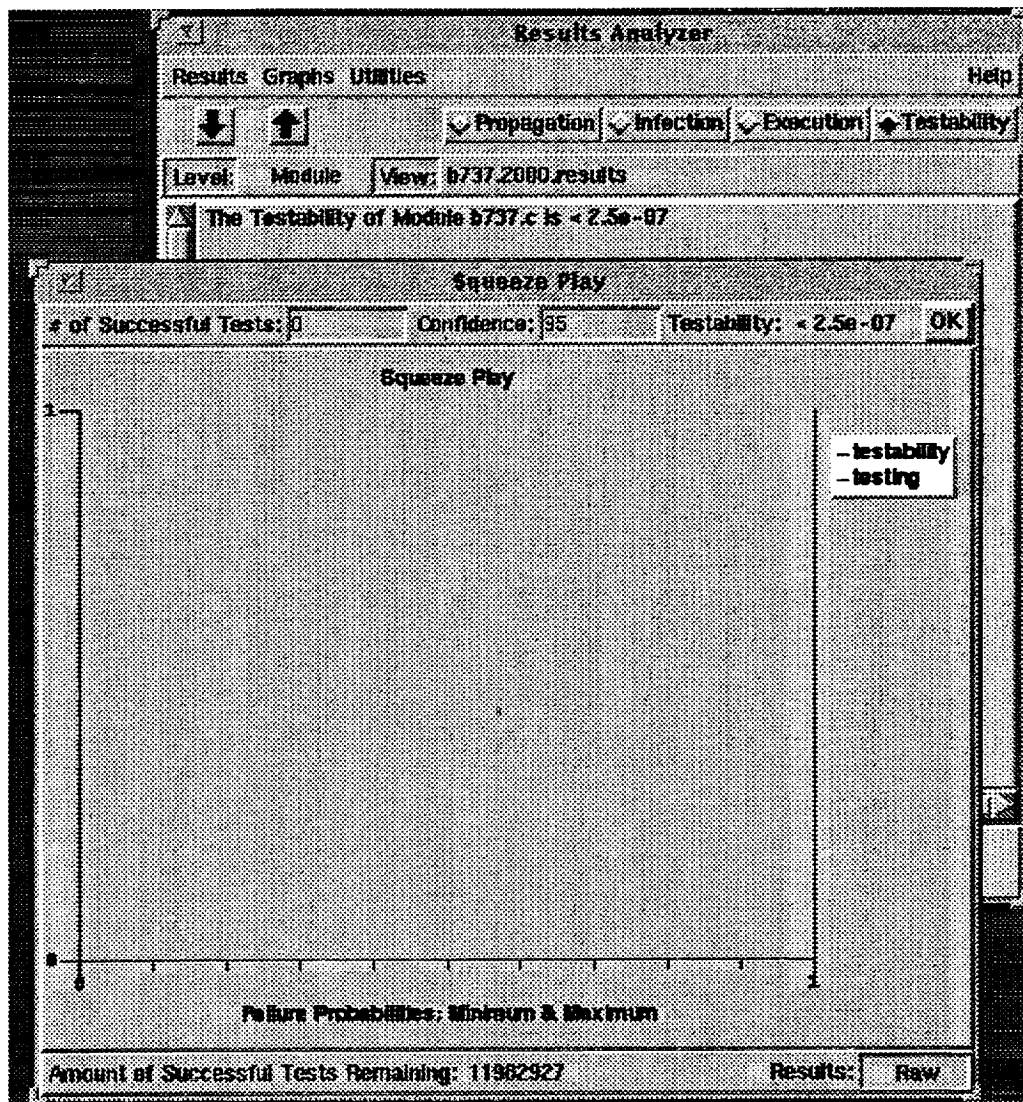 Results Analyzer
Results Graphs Utilities Help
Propagation Infection Execution Testability
Level: Module View: b737.2000.results
The Testability of Module b737.c is < 2.5e-07
Squeeze Play
# of Successful Tests: 0 Confidence: 95 Testability: < 2.5e-07 OK
Squeeze Play
1
testability
testing
0
0 1
Failure Probabilities: Minimum & Maximum
Amount of Successful Tests Remaining: 11982927 Results: Raw